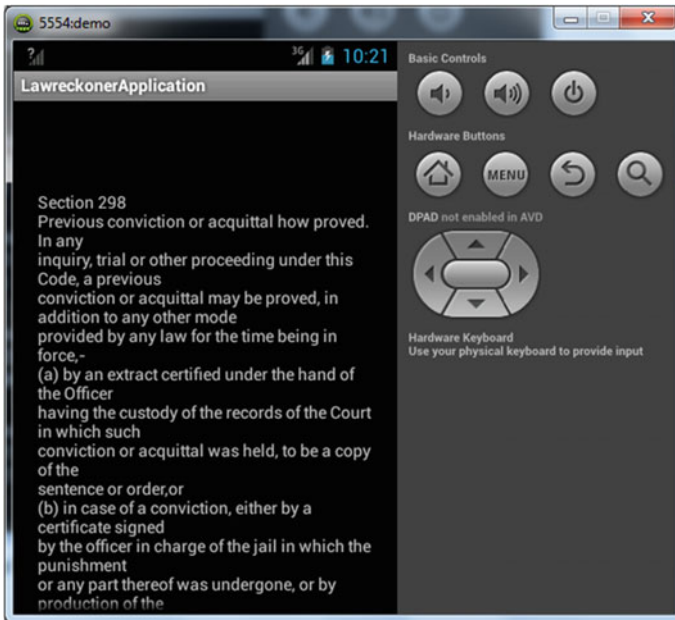 5554:demo
3G 10:21
LawreckonerApplication
Section 298
Previous conviction or acquittal how proved.
In any
inquiry, trial or other proceeding under this
Code, a previous
conviction or acquittal may be proved, in
addition to any other mode
provided by any law for the time being in
force,-
(a) by an extract certified under the hand of
the Officer
having the custody of the records of the Court
in which such
conviction or acquittal was held, to be a copy
of the
sentence or order,or
(b) in case of a conviction, either by a
certificate signed
by the officer in charge of the jail in which the
punishment
or any part thereof was undergone, or by
production of the
Basic Controls
Hardware Buttons
MENU
DPAD not enabled in AVD
Hardware Keyboard
Use your physical keyboard to provide input